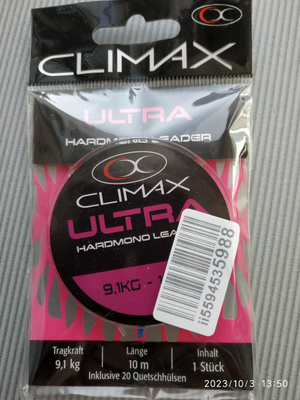 CLIMAX
ULTRA
HARDMONO LEADER
CLIMAX
ULTRA
HARDMONO LEADER
9.1KG -
ii5594535988
Tragkraft
9,1 kg
Länge
10 m
Inhalt
1 Stück
Inklusive 20 Quetschhülsen
2023/10/3 13:50